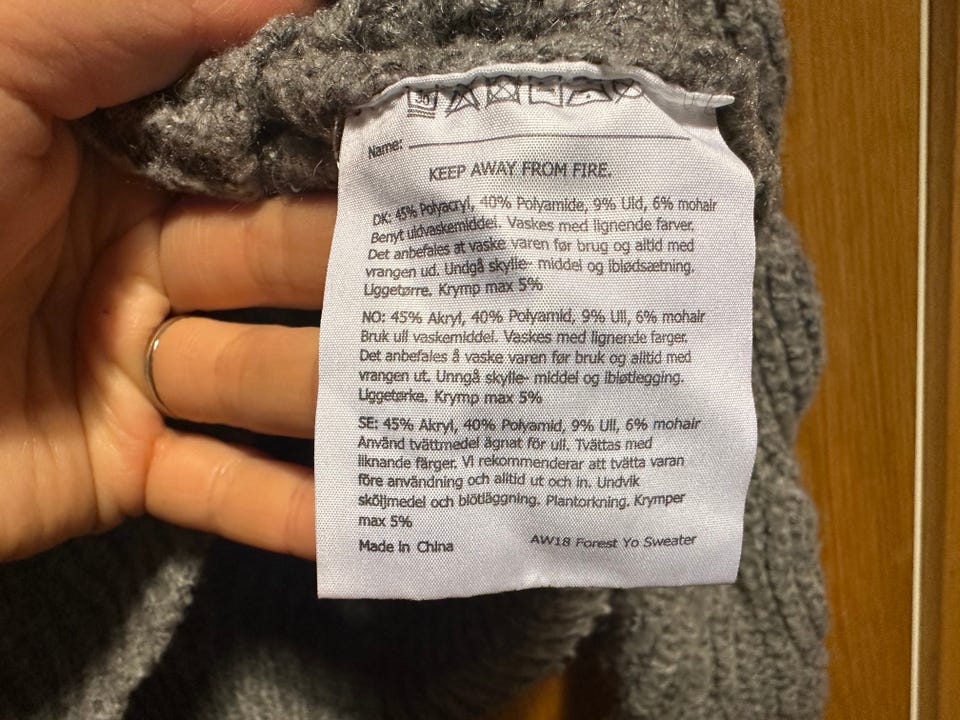 30
Name:
KEEP AWAY FROM FIRE.
DK: 45% Polyacryl, 40% Polyamide, 9% Uld, 6% mohair
Benyt uldvaskemiddel. Vaskes med lignende farver.
Det anbefales at vaske varen før brug og altid med
vrangen ud. Undgå skylle- middel og iblødsætning.
Liggetørre. Krymp max 5%
NO: 45% Akryl, 40% Polyamid, 9% Ull, 6% mohair
Bruk ull vaskemiddel. Vaskes med lignende farger.
Det anbefales å vaske varen før bruk og alltid med
vrangen ut. Unngå skylle- middel og ibløtlegging.
Liggetørke. Krymp max 5%
SE: 45% Akryl, 40% Polyamid, 9% Ull, 6% mohair
Använd tvättmedel ägnat för ull. Tvättas med
liknande färger. Vi rekommenderar att tvätta varan
före användning och alltid ut och in. Undvik
sköljmedel och blötläggning. Plantorkning. Krymper
max 5%
Made in China AW18 Forest Yo Sweater